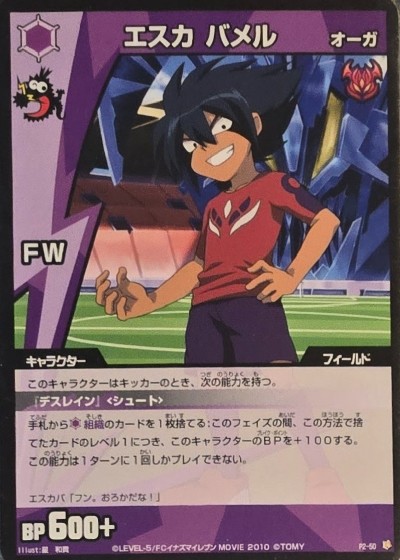 エスカ バメル オーガ
FW
キャラクター フィールド
このキャラクターはキッカーのとき、次の能力を持つ。
『デスレイン』<シュート>
手札から組織のカードを1枚捨てる:このフェイズの間、この方法で捨
てたカードのレベル1につき、このキャラクターのBPを+100する。
この能力は1ターンに1回しかプレイできない。
エスカバ「フン。おろかだな!」
BP600+
Illust:星 和貴 ©LEVEL-5/FCイナズマイレブン MOVIE 2010 ©TOMY P2-50